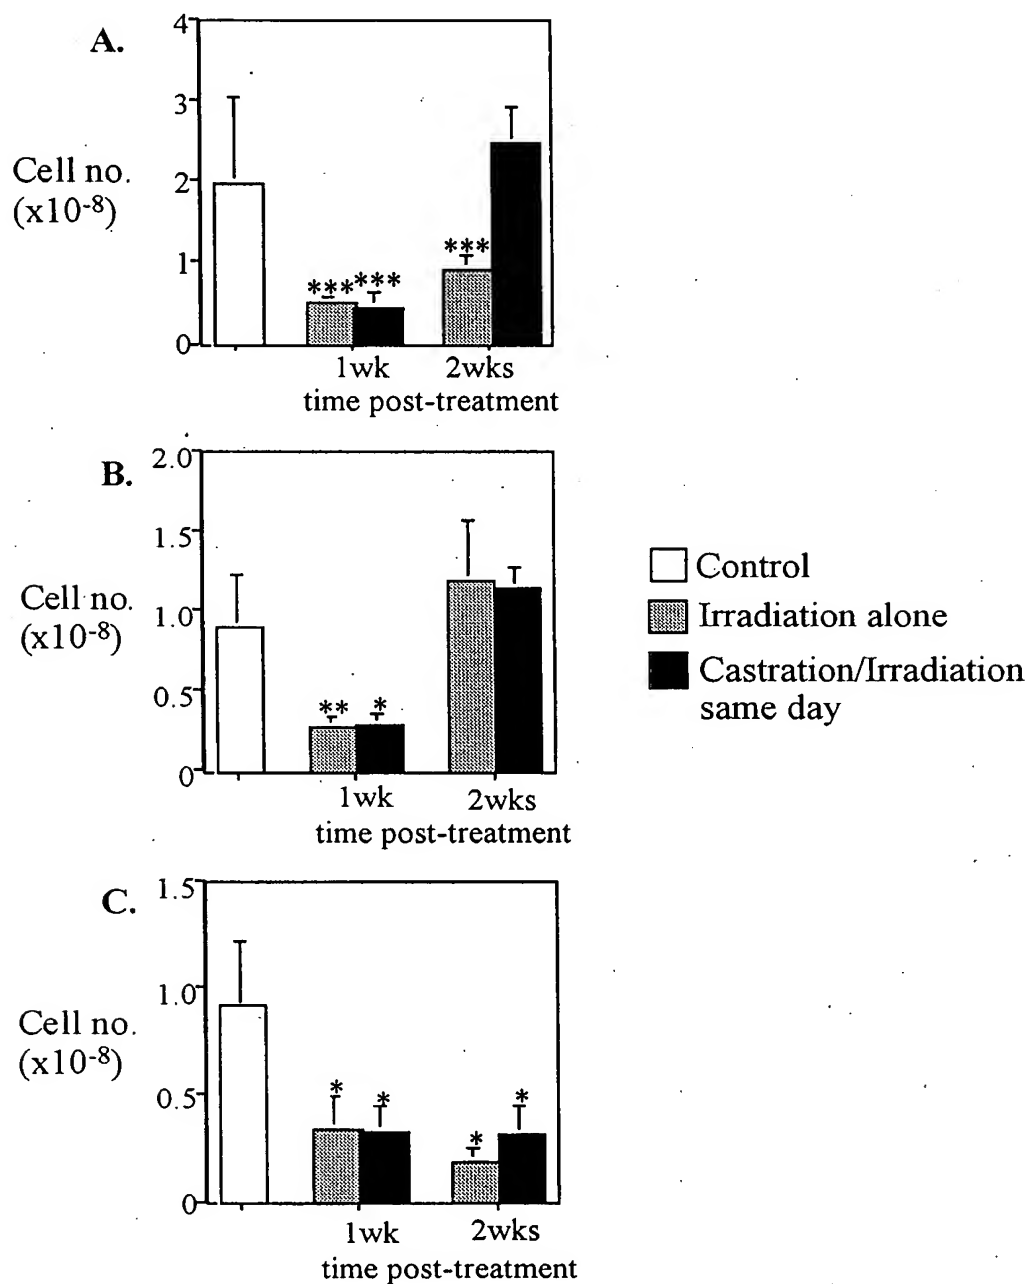 A.
4
3
Cell no.
(x10-8)
2
1
0
***
***
***
1wk
2wks
time post-treatment
B.
2.0
1.5
Cell no.
(x10-8)
1.0
0.5
0
**
*
1wk
2wks
time post-treatment
Control
Irradiation alone
Castration/Irradiation
same day
C.
1.5
1.0
Cell no.
(x10-8)
0.5
0
*
*
*
*
1wk
2wks
time post-treatment